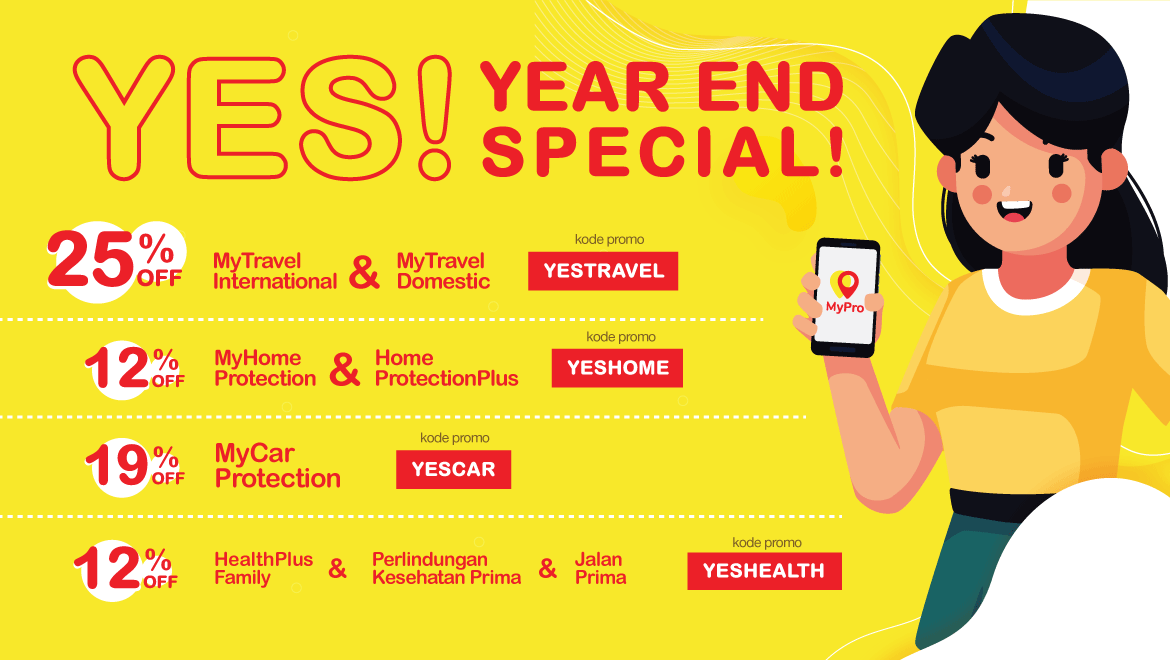 YES! YEAR END
SPECIAL!
25% OFF
MyTravel
International
&
MyTravel
Domestic
kode promo
YESTRAVEL
12% OFF
MyHome
Protection
&
Home
ProtectionPlus
kode promo
YESHOME
19% OFF
MyCar
Protection
kode promo
YESCAR
12% OFF
HealthPlus
Family
&
Perlindungan
Kesehatan Prima
&
Jalan
Prima
kode promo
YESHEALTH
MyPro